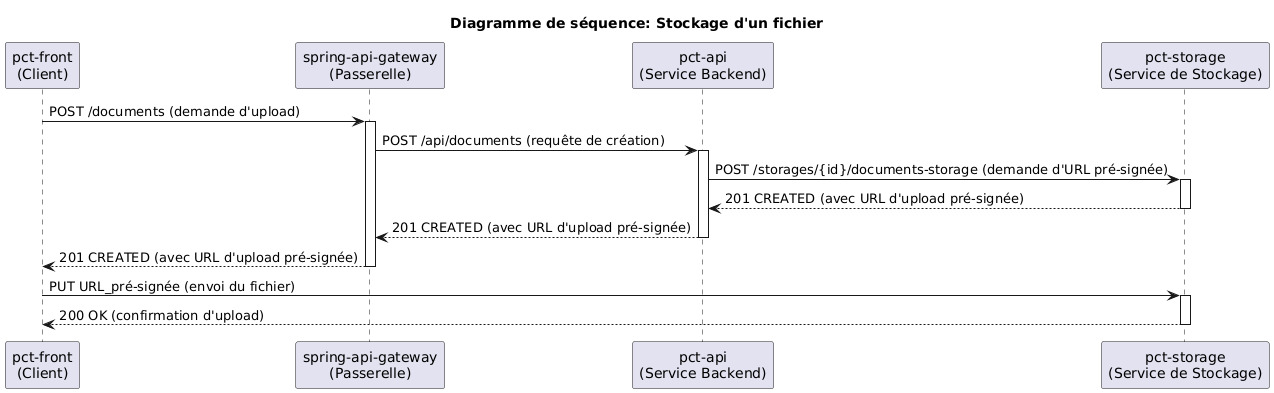 Diagramme de séquence: Stockage d'un fichier
pct-front
(Client)
spring-api-gateway
(Passerelle)
pct-api
(Service Backend)
pct-storage
(Service de Stockage)
POST /documents (demande d'upload)
POST /api/documents (requête de création)
POST /storages/{id}/documents-storage (demande d'URL pré-signée)
201 CREATED (avec URL d'upload pré-signée)
201 CREATED (avec URL d'upload pré-signée)
201 CREATED (avec URL d'upload pré-signée)
PUT URL_pré-signée (envoi du fichier)
200 OK (confirmation d'upload)
pct-front
(Client)
spring-api-gateway
(Passerelle)
pct-api
(Service Backend)
pct-storage
(Service de Stockage)